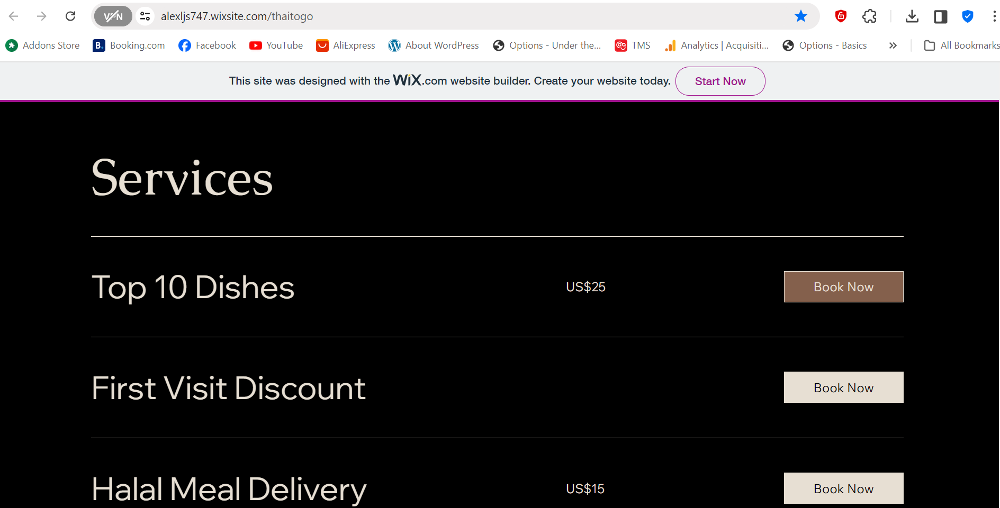 VPN alexljs747.wixsite.com/thaitogo
Addons Store B. Booking.com Facebook YouTube AliExpress About WordPress Options - Under the... TMS Analytics | Acquisiti... Options - Basics » All Bookmarks
This site was designed with the WiX.com website builder. Create your website today. Start Now
Services
Top 10 Dishes US$25 Book Now
First Visit Discount Book Now
Halal Meal Delivery US$15 Book Now